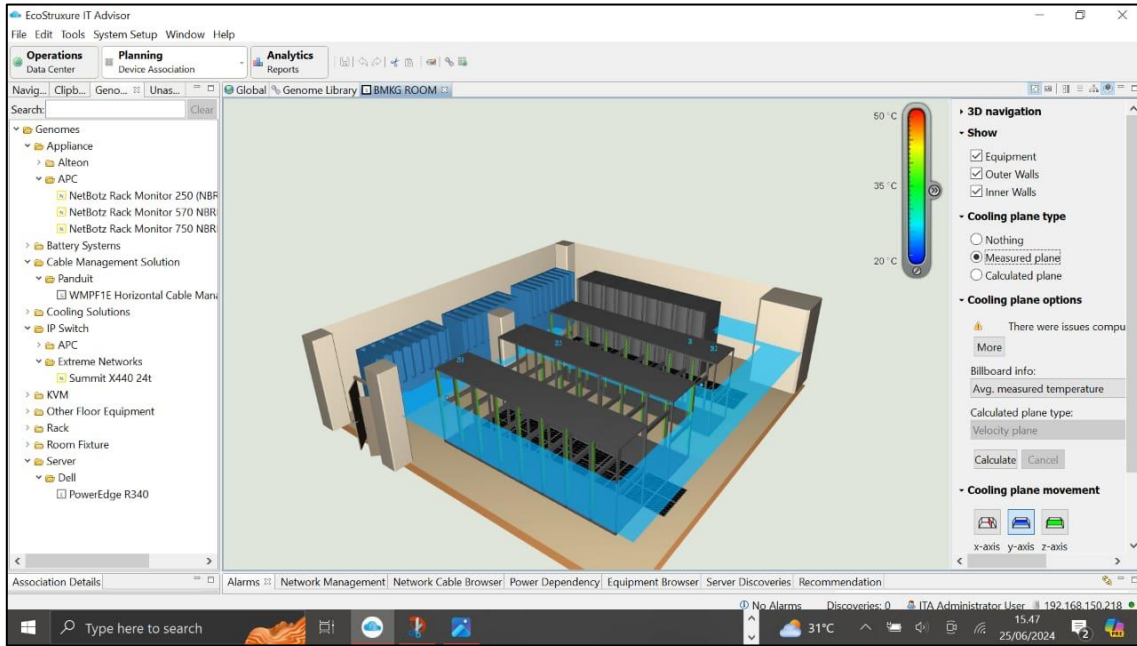 EcoStruxure IT Advisor
File Edit Tools System Setup Window Help
Operations
Data Center
Planning
Device Association
Analytics
Reports
Navig... Clipb... Geno... Unas...
Global Genome Library BMKG ROOM
Search: Clear
Genomes
Appliance
Alteon
APC
NetBotz Rack Monitor 250 (NBR
NetBotz Rack Monitor 570 NBR
NetBotz Rack Monitor 750 NBR
Battery Systems
Cable Management Solution
Panduit
WMPF1E Horizontal Cable Mana
Cooling Solutions
IP Switch
APC
Extreme Networks
Summit X440 24t
KVM
Other Floor Equipment
Rack
Room Fixture
Server
Dell
PowerEdge R340
50 °C
35 °C
20 °C
3D navigation
Show
Equipment
Outer Walls
Inner Walls
Cooling plane type
Nothing
Measured plane
Calculated plane
Cooling plane options
There were issues compu
More
Billboard info:
Avg. measured temperature
Calculated plane type:
Velocity plane
Calculate Cancel
Cooling plane movement
x-axis y-axis z-axis
Association Details
Alarms Network Management Network Cable Browser Power Dependency Equipment Browser Server Discoveries Recommendation
No Alarms Discoveries: 0 ITA Administrator User 192.168.150.218
Type here to search
31°C
15.47
25/06/2024
2